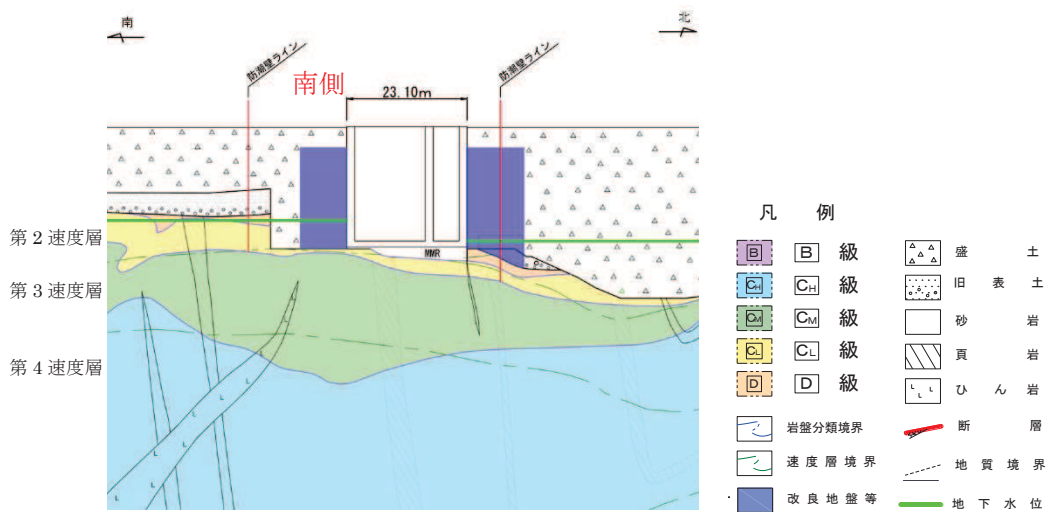 南
北
防潮壁ライン
防潮壁ライン
南側
23.10m
MMR
第2速度層
第3速度層
第4速度層
凡 例
B B 級
CH CH 級
CM CM 級
CL CL 級
D D 級
岩盤分類境界
速度層境界
改良地盤等
盛土
旧表土
砂岩
頁岩
ひん岩
断層
地質境界
地下水位